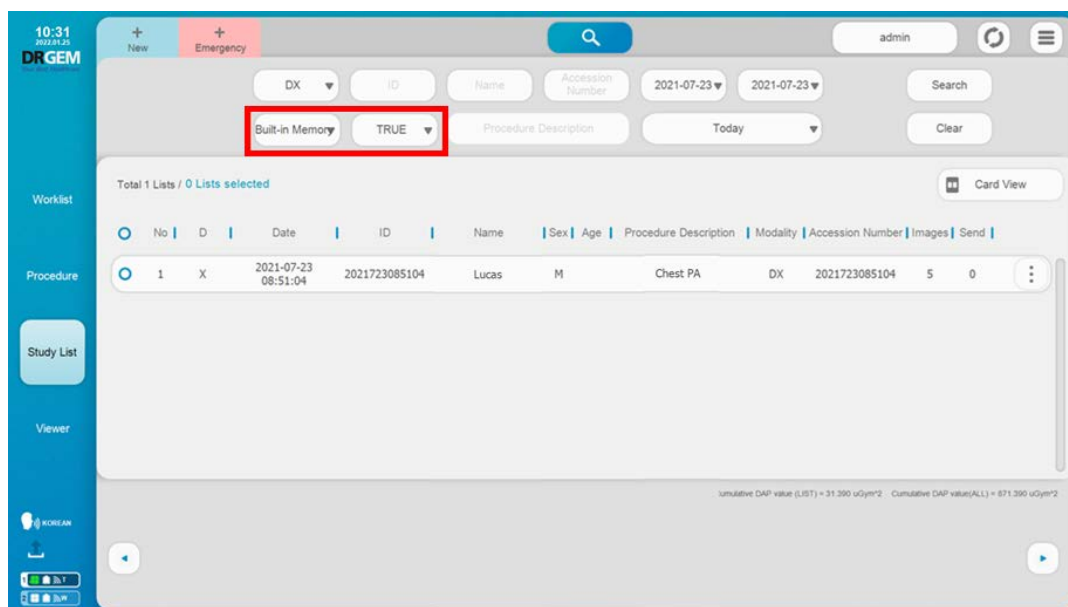 10:31
2022.01.25
DRGEM
+
New
+
Emergency
admin
DX
ID
Name
Accession
Number
2021-07-23
2021-07-23
Search
Built-in Memory
TRUE
Procedure Description
Today
Clear
Total 1 Lists / 0 Lists selected
Card View
No D Date ID Name Sex Age Procedure Description Modality Accession Number Images Send
1 X 2021-07-23
08:51:04 2021723085104 Lucas M Chest PA DX 2021723085104 5 0
Worklist
Procedure
Study List
Viewer
KOREAN
1 T
2 W
umulative DAP value (LIST) = 31.390 uGym^2 Cumulative DAP value(ALL) = 871.390 uGym^2